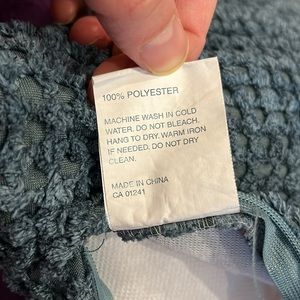 100% POLYESTER
MACHINE WASH IN COLD
WATER. DO NOT BLEACH.
HANG TO DRY. WARM IRON
IF NEEDED. DO NOT DRY
CLEAN.
MADE IN CHINA
CA 01241